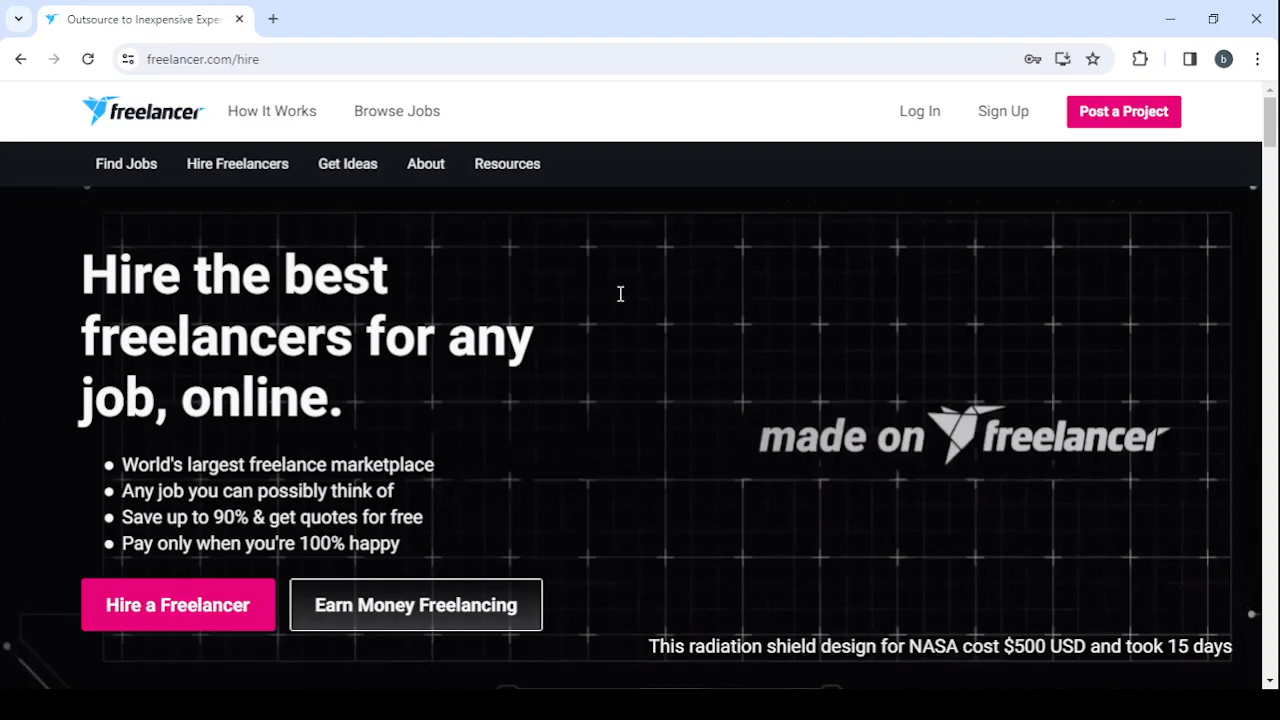 Outsource to Inexpensive Expe
freelancer.com/hire
b
freelancer
How It Works
Browse Jobs
Log In
Sign Up
Post a Project
Find Jobs
Hire Freelancers
Get Ideas
About
Resources
Hire the best
freelancers for any
job, online.
World's largest freelance marketplace
Any job you can possibly think of
Save up to 90% & get quotes for free
Pay only when you're 100% happy
Hire a Freelancer
Earn Money Freelancing
made on freelancer
This radiation shield design for NASA cost $500 USD and took 15 days